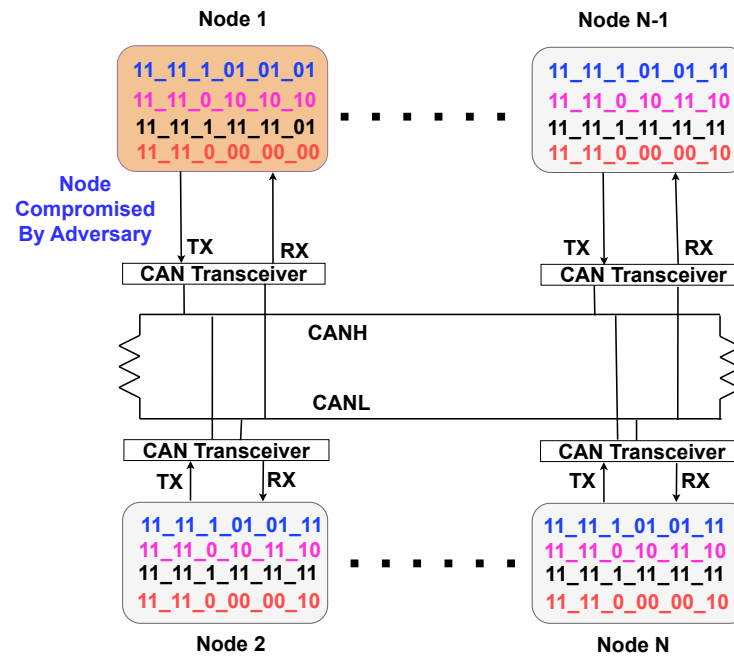 Node 1
Node N-1
11_11_1_01_01_01
11_11_0_10_10_10
11_11_1_11_11_01
11_11_0_00_00_00
11_11_1_01_01_11
11_11_0_10_11_10
11_11_1_11_11_11
11_11_0_00_00_10
Node
Compromised
By Adversary
TX
RX
TX
RX
CAN Transceiver
CAN Transceiver
CANH
CANL
CAN Transceiver
CAN Transceiver
TX
RX
TX
RX
11_11_1_01_01_11
11_11_0_10_11_10
11_11_1_11_11_11
11_11_0_00_00_10
11_11_1_01_01_11
11_11_0_10_11_10
11_11_1_11_11_11
11_11_0_00_00_10
Node 2
Node N